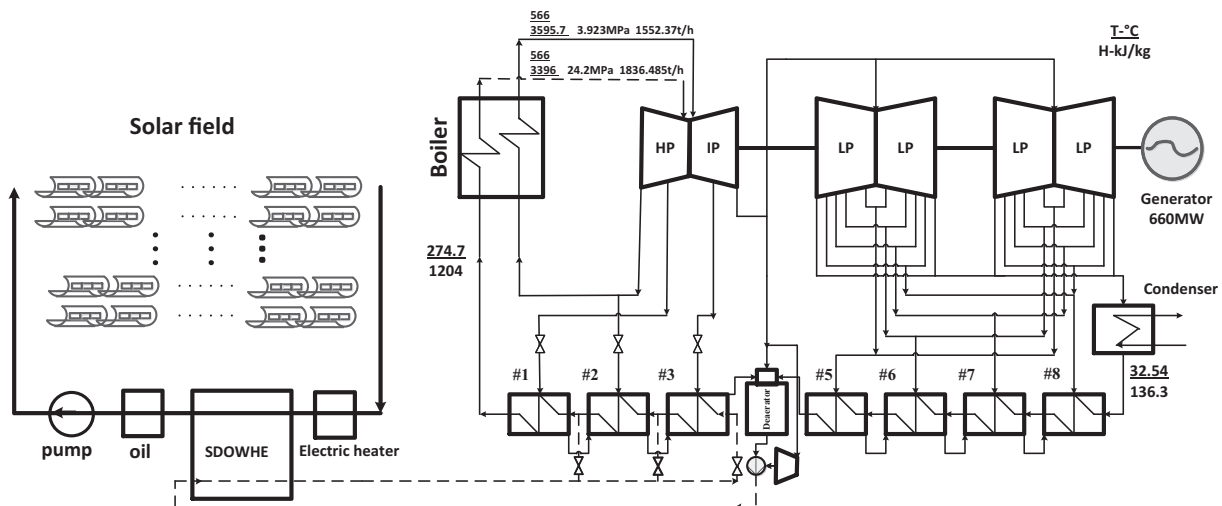 566
3595.7 3.923MPa 1552.37t/h
566
3396 24.2MPa 1836.485t/h
T-°C
H-kJ/kg
Solar field
Boiler
HP
IP
LP
LP
LP
LP
Generator
660MW
274.7
1204
Condenser
32.54
136.3
#1
#2
#3
#5
#6
#7
#8
Deaerator
pump
oil
SDOWHE
Electric heater